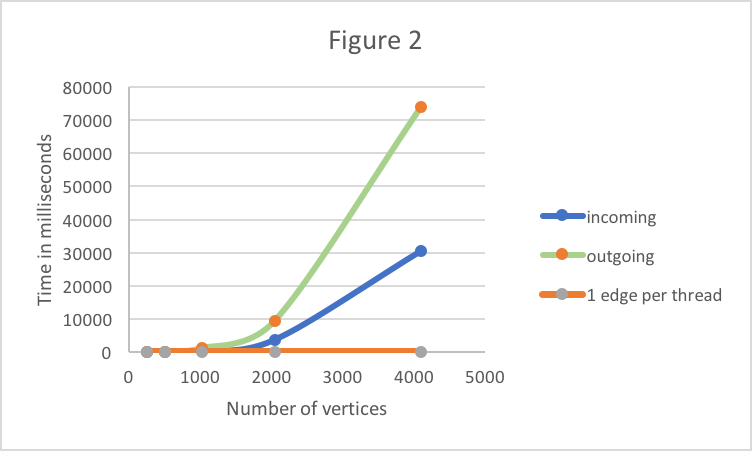 Figure 2
80000
70000
60000
50000
40000
30000
20000
10000
0
Time in milliseconds
0 1000 2000 3000 4000 5000
Number of vertices
incoming
outgoing
1 edge per thread